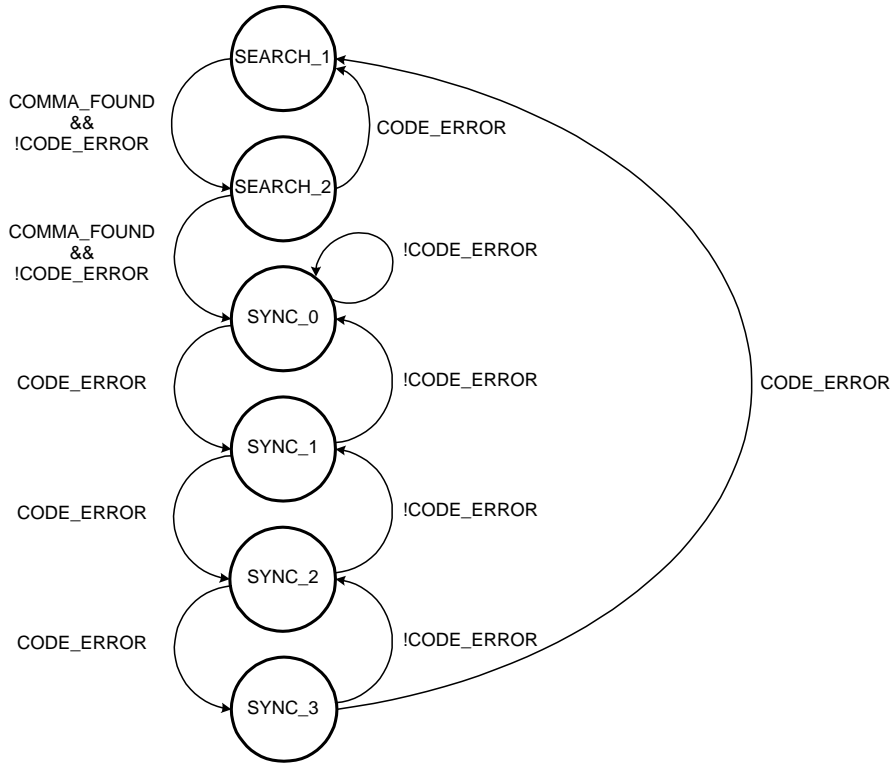 SEARCH_1
COMMA_FOUND
&&
!CODE_ERROR
CODE_ERROR
SEARCH_2
COMMA_FOUND
&&
!CODE_ERROR
!CODE_ERROR
SYNC_0
CODE_ERROR
!CODE_ERROR
CODE_ERROR
SYNC_1
CODE_ERROR
!CODE_ERROR
SYNC_2
CODE_ERROR
!CODE_ERROR
SYNC_3